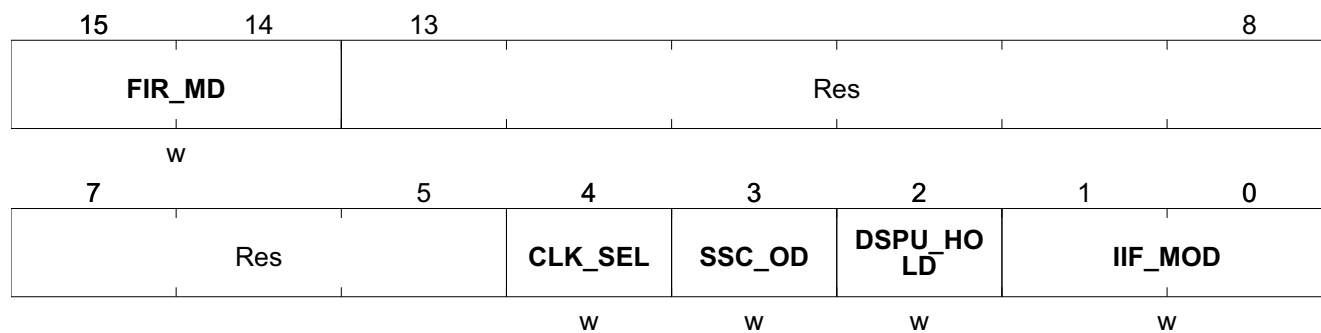 15 14 13 8
FIR_MD Res
w
7 5 4 3 2 1 0
Res CLK_SEL SSC_OD DSPU_HO IIF_MOD
LD
w w w w